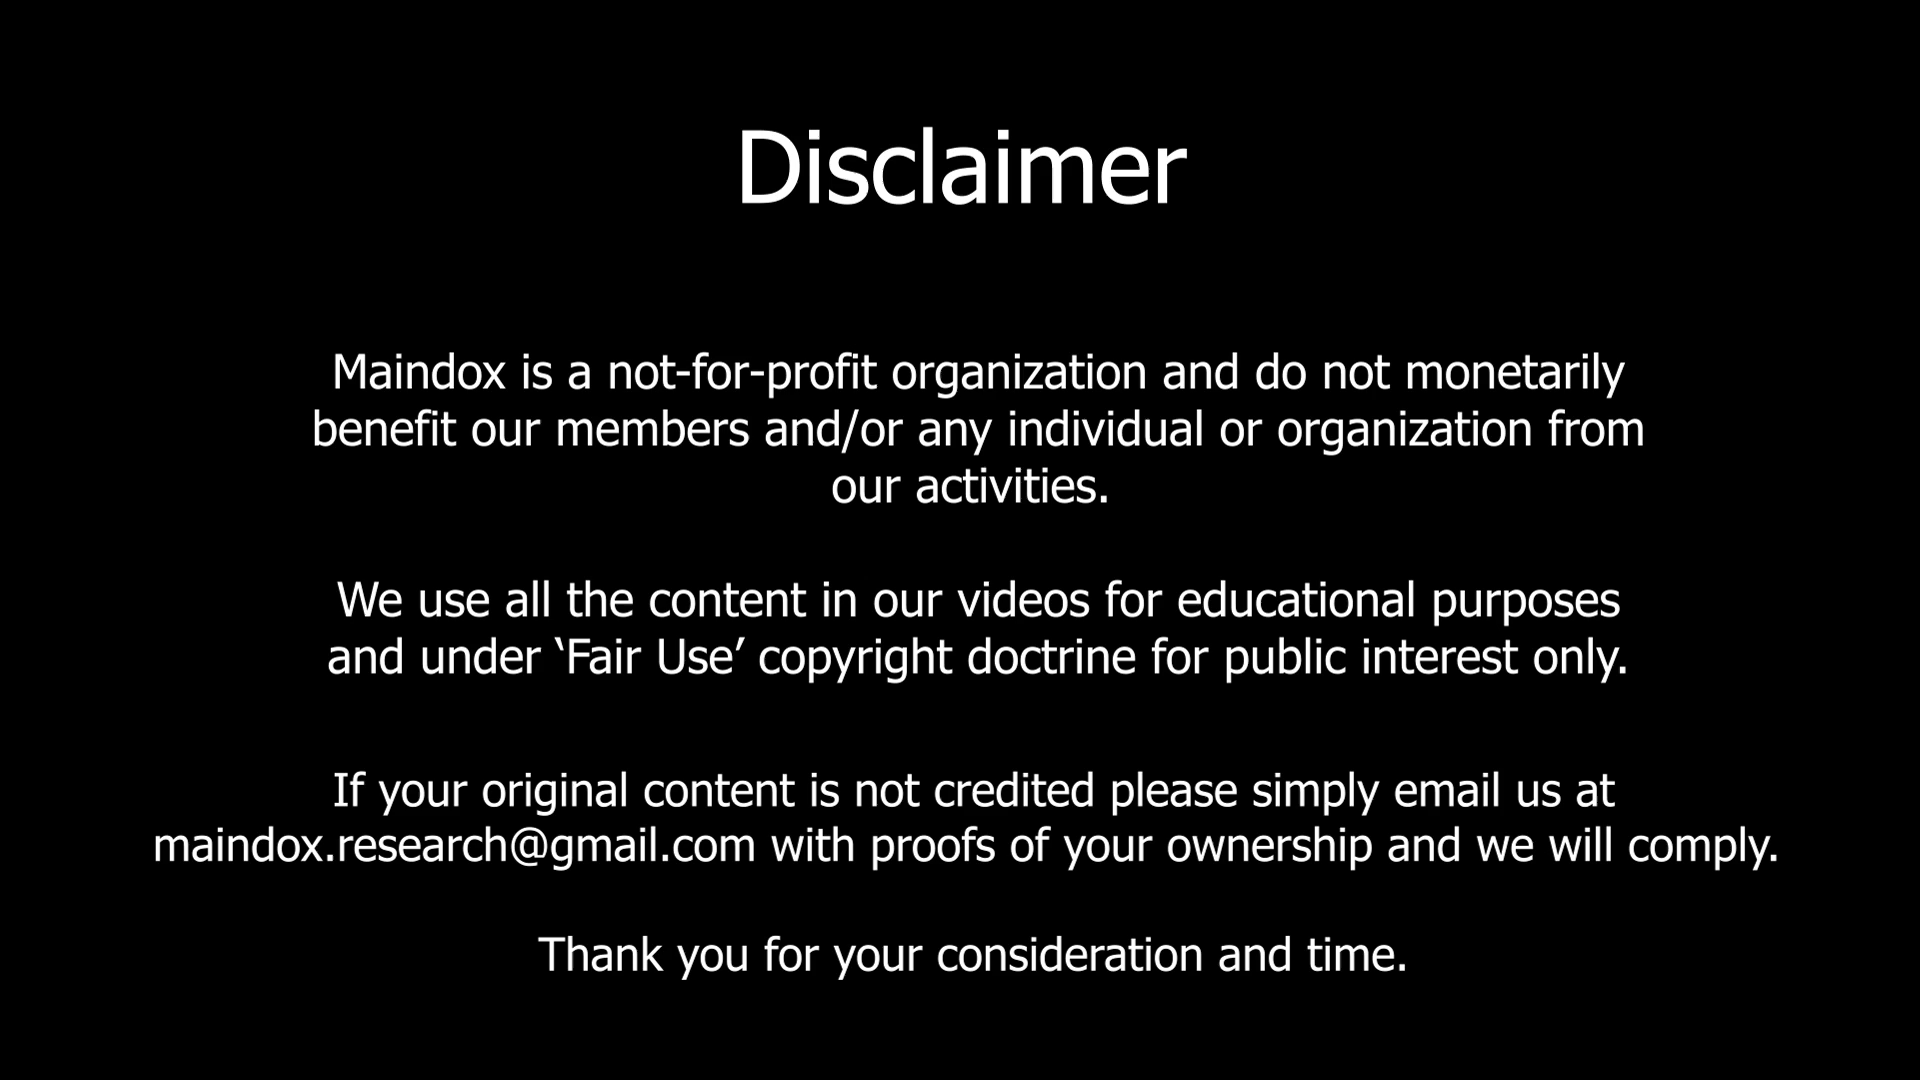 Disclaimer
Maindox is a not-for-profit organization and do not monetarily
benefit our members and/or any individual or organization from
our activities.
We use all the content in our videos for educational purposes
and under ‘Fair Use’ copyright doctrine for public interest only.
If your original content is not credited please simply email us at
maindox.research@gmail.com with proofs of your ownership and we will comply.
Thank you for your consideration and time.